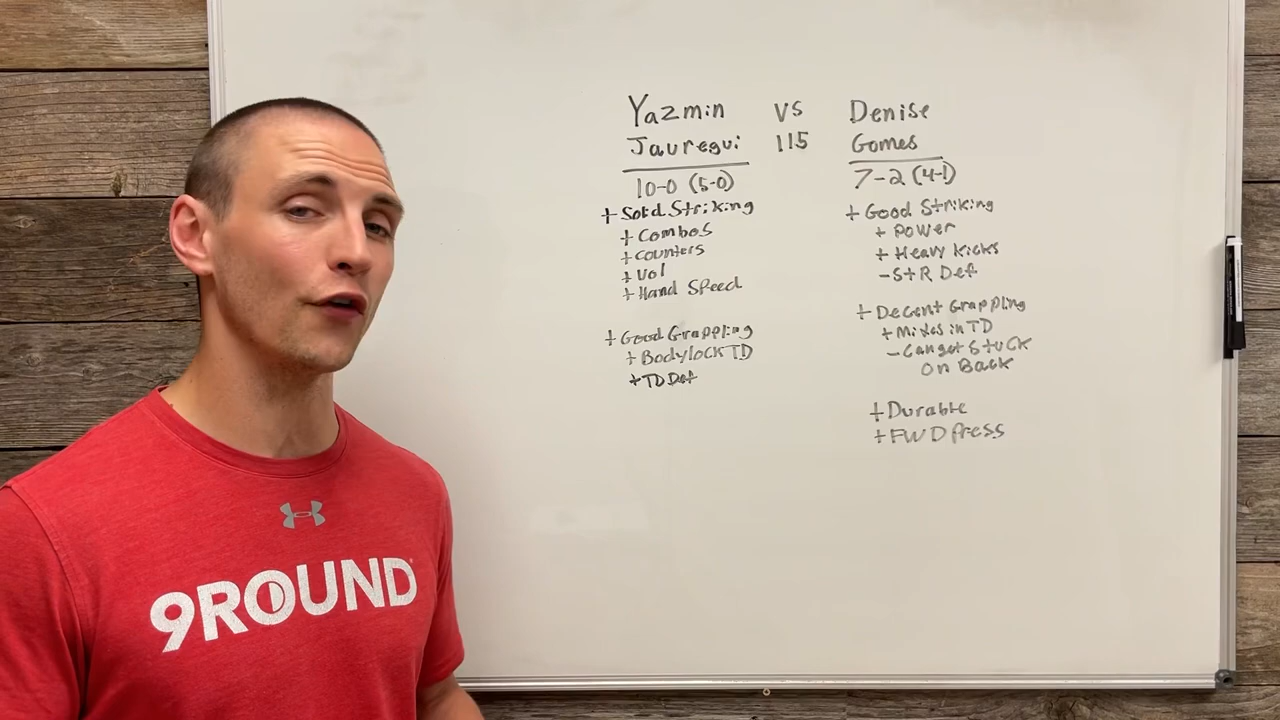 Yazmin vs Denise
Jauregui 115 Gomes
10-0 (5-0)
7-2 (4-1)
+ Solid Striking
+ Combos
+ Counters
+ Vol
+ Hand Speed
+ Good Grappling
+ Bodylock TD
+ TD Def
+ Good Striking
+ Power
+ Heavy Kicks
- Str Def
+ Decent Grappling
+ Mixes in TD
- Can get Stuck
On Back
+ Durable
+ FWD Press
9ROUND